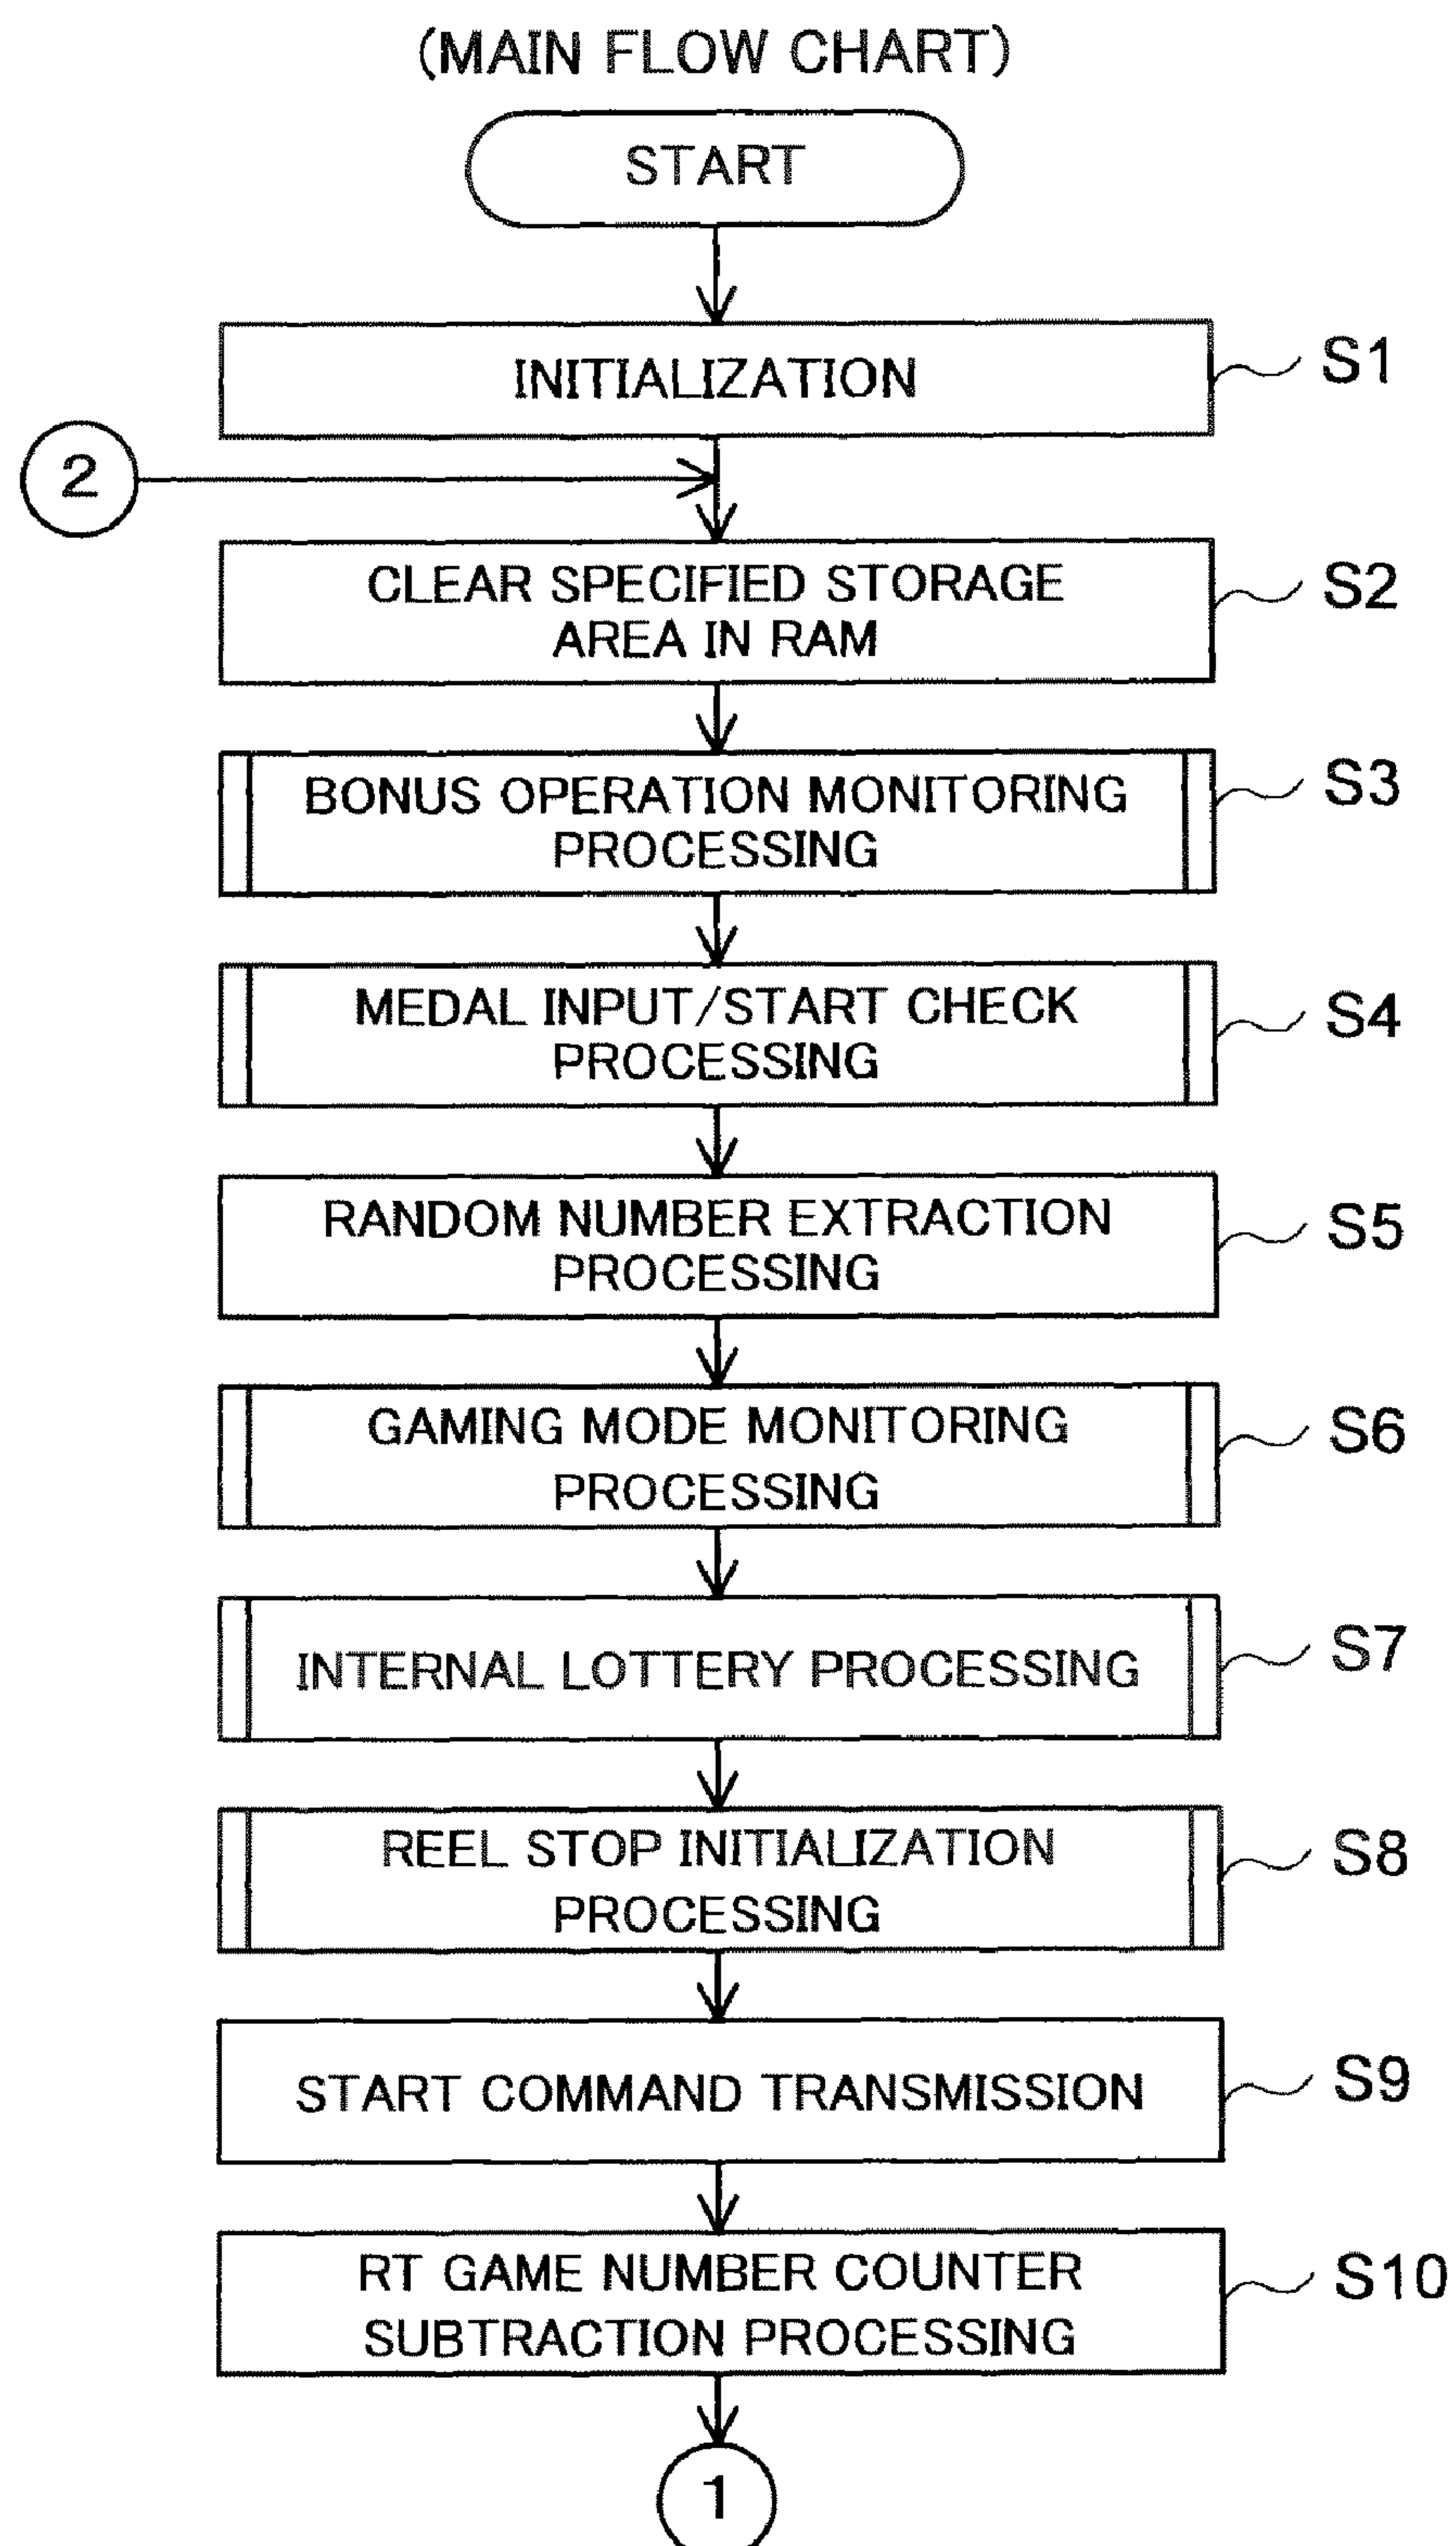 (MAIN FLOW CHART)
START
INITIALIZATION
S1
2
CLEAR SPECIFIED STORAGE
AREA IN RAM
S2
BONUS OPERATION MONITORING
PROCESSING
S3
MEDAL INPUT/START CHECK
PROCESSING
S4
RANDOM NUMBER EXTRACTION
PROCESSING
S5
GAMING MODE MONITORING
PROCESSING
S6
INTERNAL LOTTERY PROCESSING
S7
REEL STOP INITIALIZATION
PROCESSING
S8
START COMMAND TRANSMISSION
S9
RT GAME NUMBER COUNTER
SUBTRACTION PROCESSING
S10
1